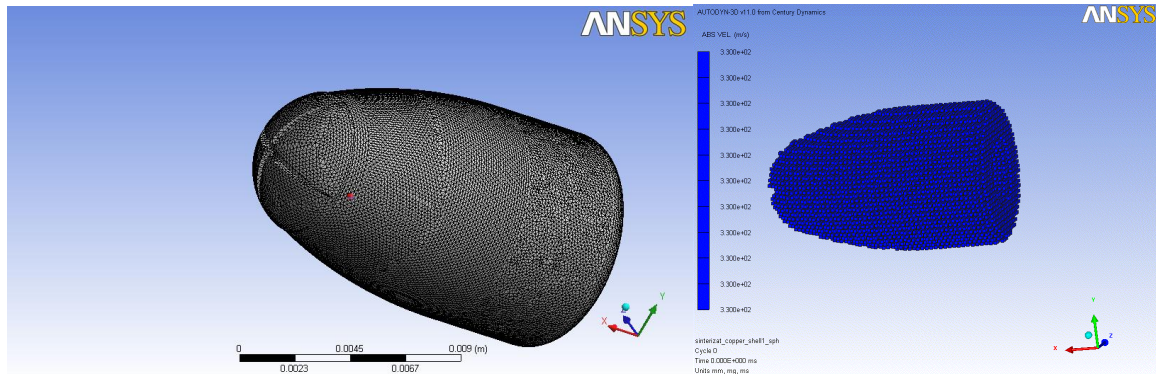 ANSYS
X
Y
Z
0
0.0045
0.009 (m)
0.0023
0.0067
AUTODYN-3D v11.0 from Century Dynamics
ANSYS
ABS VEL (m/s)
3.300e+02
3.300e+02
3.300e+02
3.300e+02
3.300e+02
3.300e+02
3.300e+02
3.300e+02
3.300e+02
3.300e+02
3.300e+02
Y
Z
X
sinterizat_copper_shell1_sph
Cycle 0
Time 0.000E+000 ms
Units mm, mg, ms